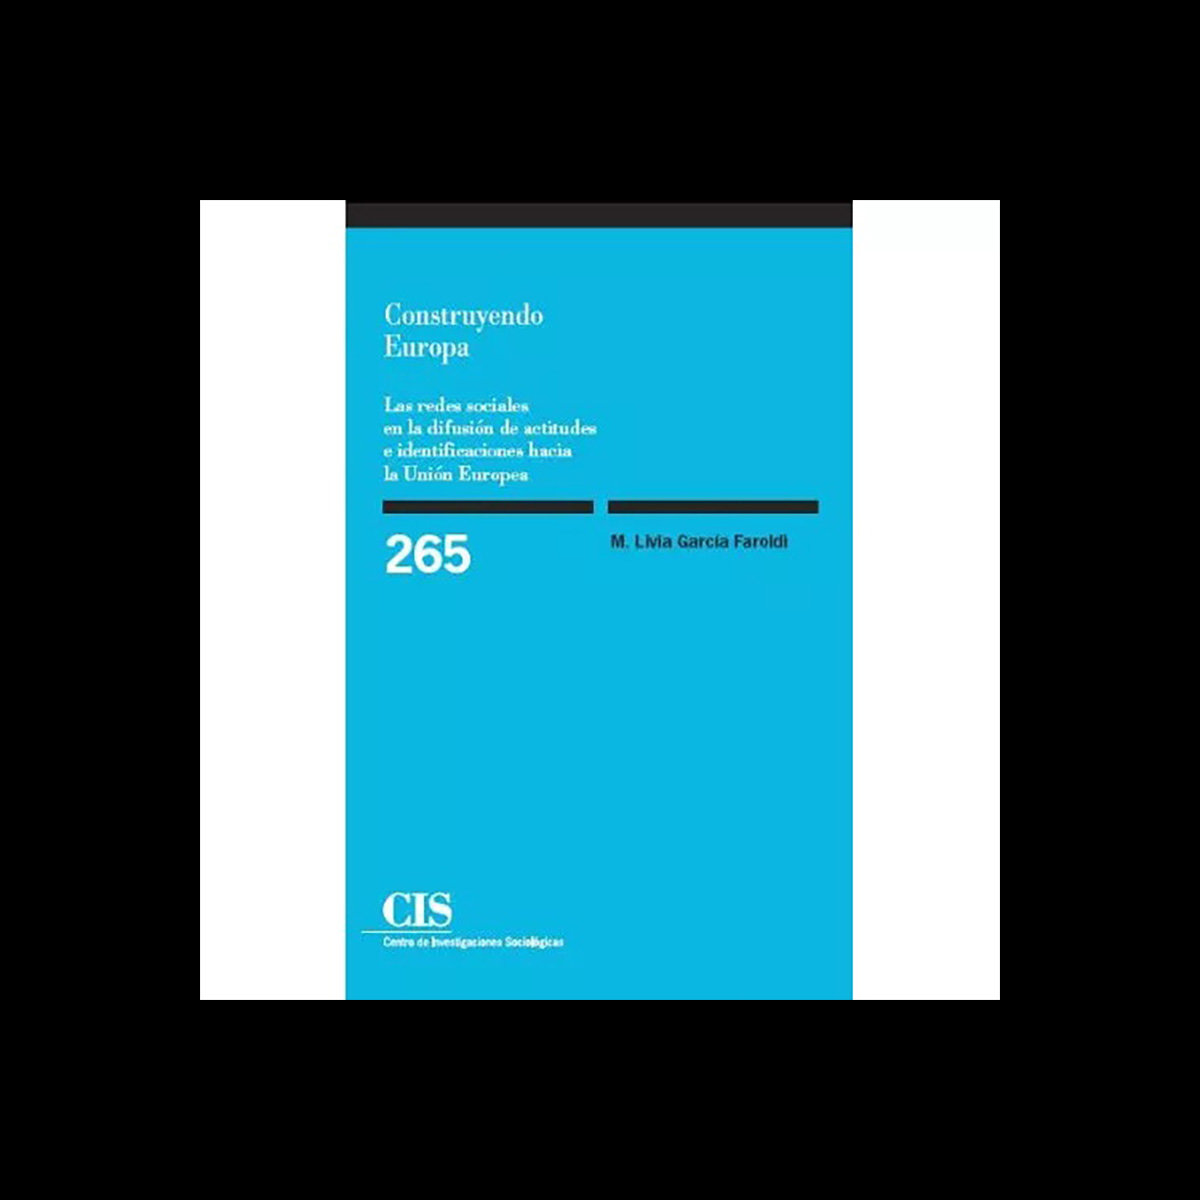 Construyendo
Europa
Las redes sociales
en la difusión de actitudes
e identificaciones hacia
la Unión Europea
265
M. Livia García Faroldi
CIS
Centro de Investigaciones Sociológicas